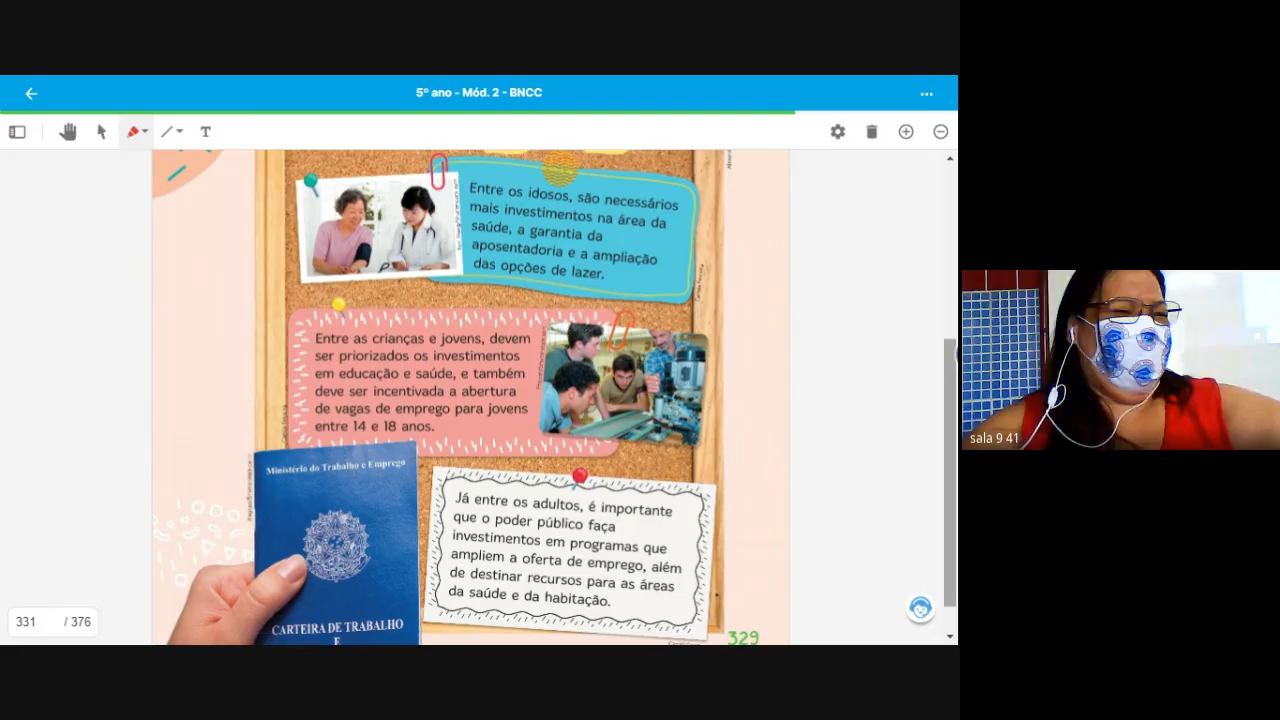 5º ano - Mód. 2 - BNCC
T
Entre os idosos, são necessários
mais investimentos na área da
saúde, a garantia da
aposentadoria e a ampliação
das opções de lazer.
Entre as crianças e jovens, devem
ser priorizados os investimentos
em educação e saúde, e também
deve ser incentivada a abertura
de vagas de emprego para jovens
entre 14 e 18 anos.
Ministério do Trabalho e Emprego
CARTEIRA DE TRABALHO
E
Já entre os adultos, é importante
que o poder público faça
investimentos em programas que
ampliem a oferta de emprego, além
de destinar recursos para as áreas
da saúde e da habitação.
329
331 / 376
sala 9 41